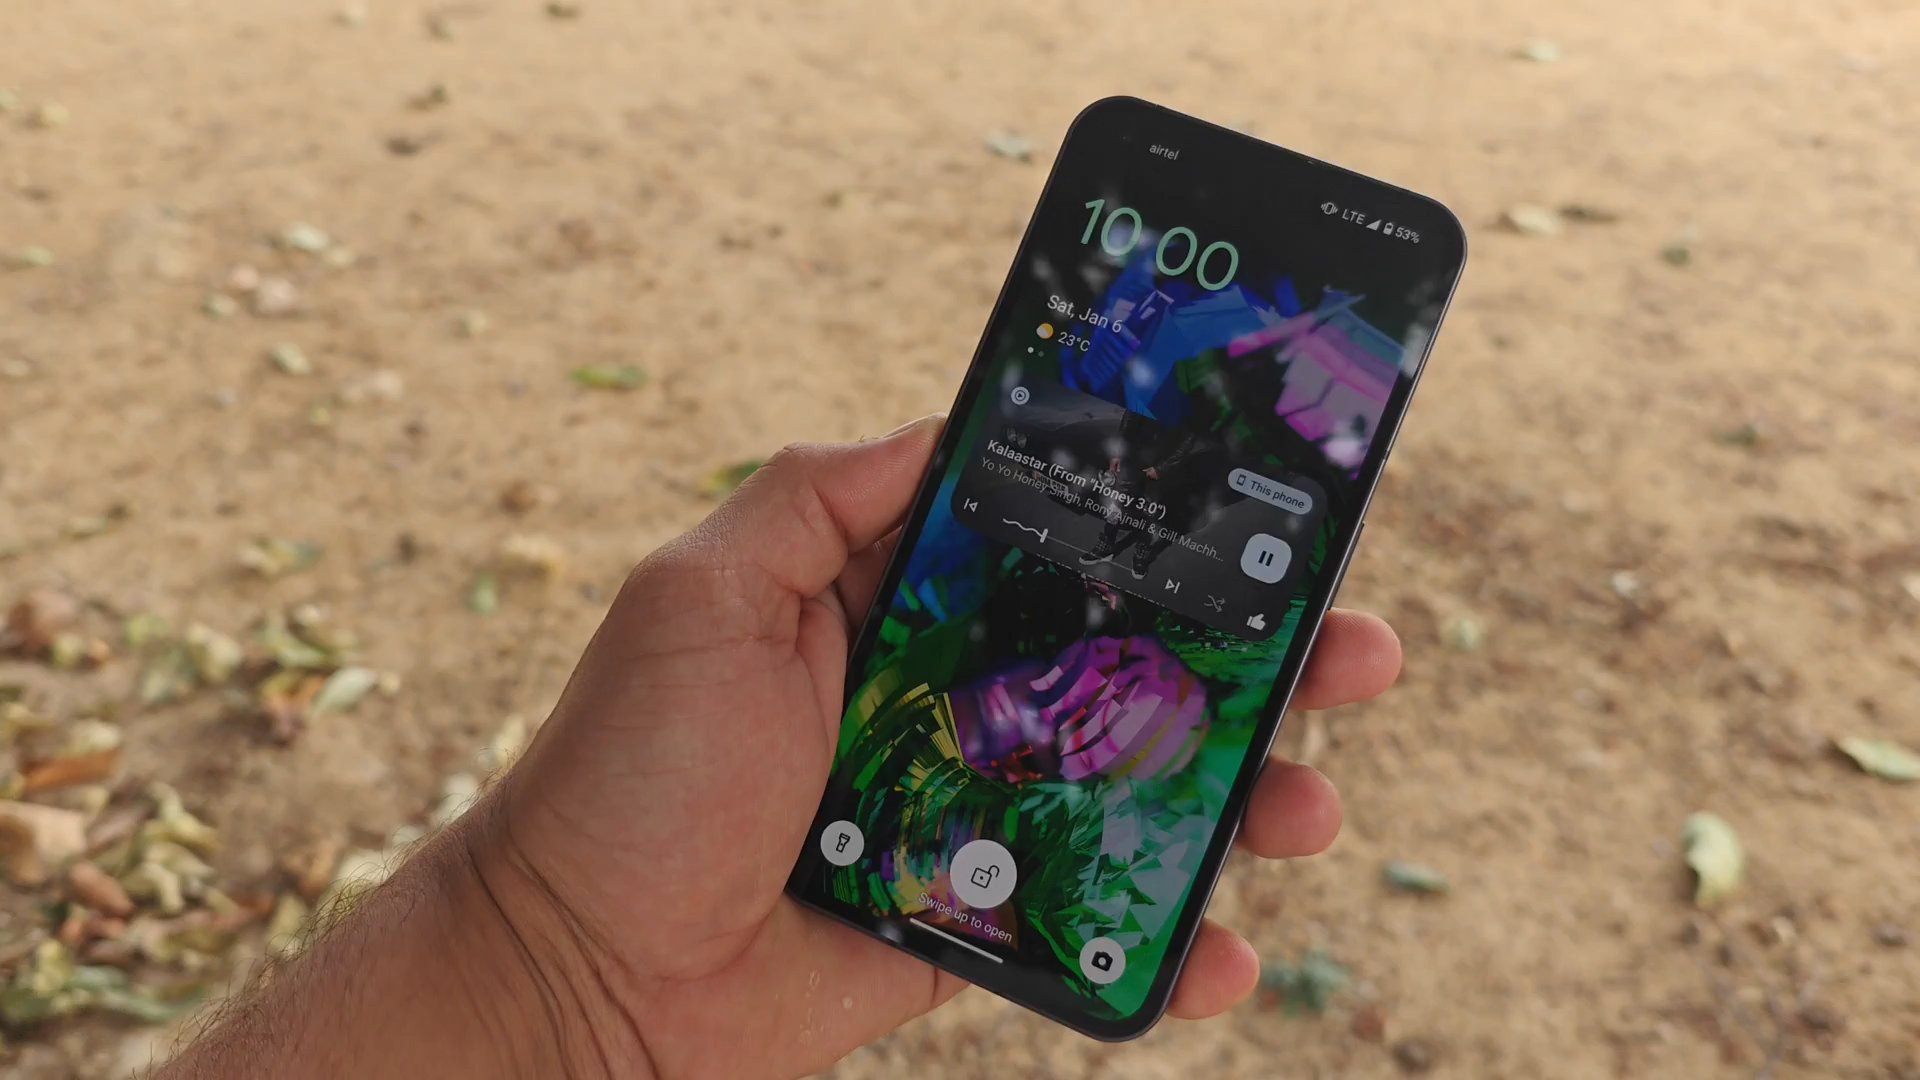 airtel
LTE 53%
10 00
Sat, Jan 6
23°C
Kalaastar (From "Honey 3.0")
Yo Yo Honey Singh, Rony Ajnali & Gill Machh...
This phone
Swipe up to open